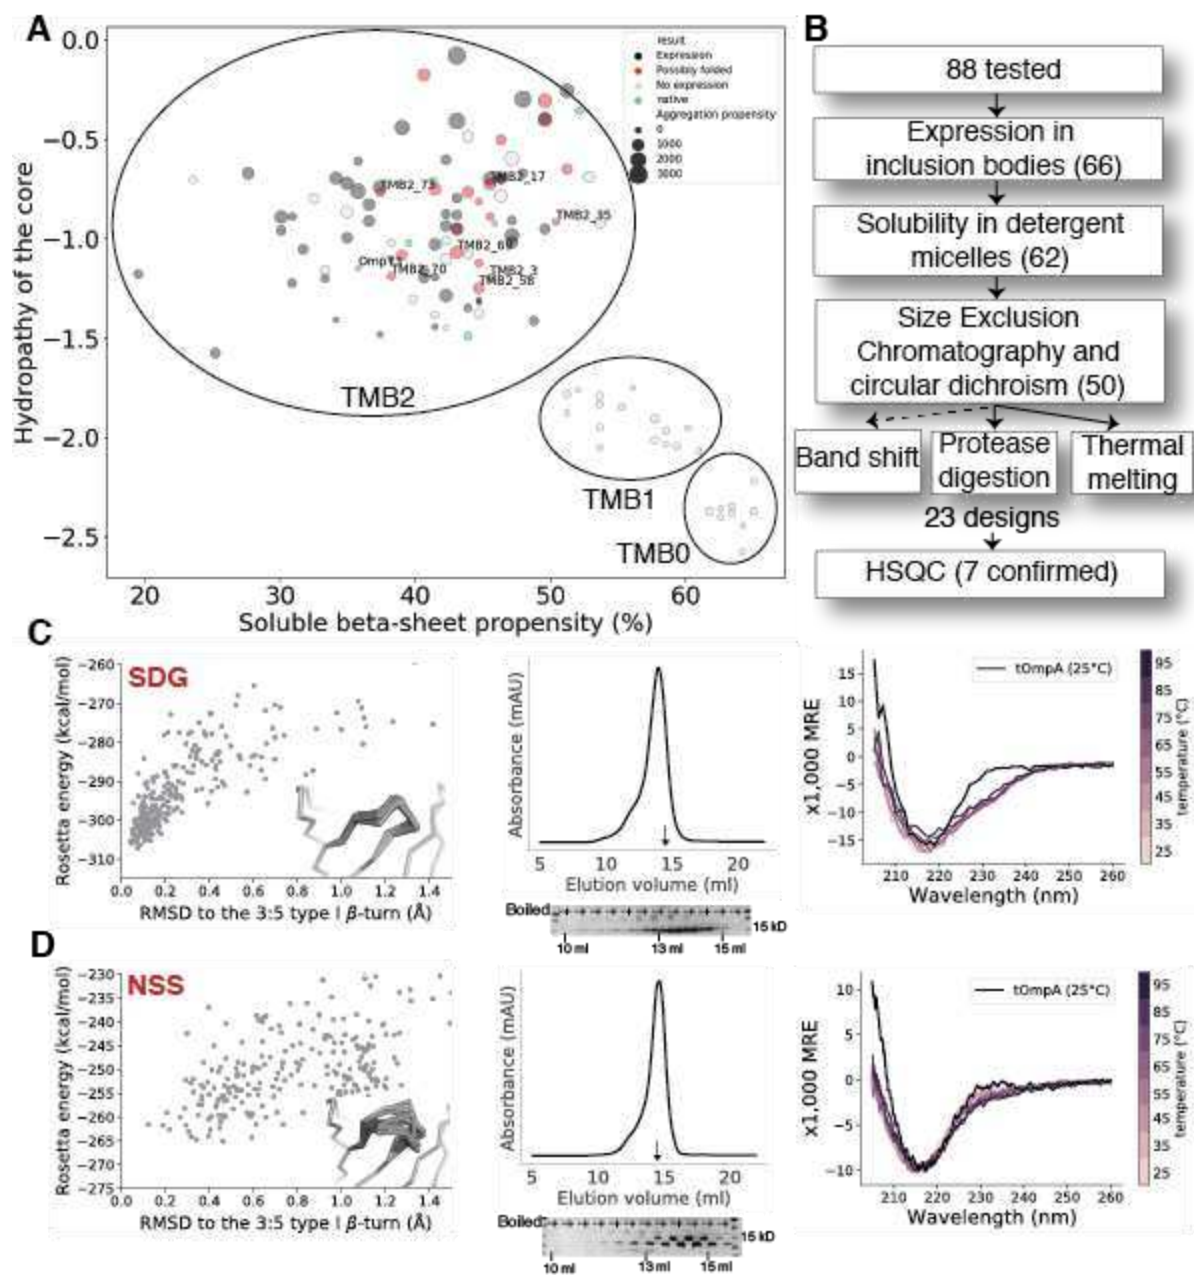 A
0.0
−0.5
−1.0
−1.5
−2.0
−2.5
Hydropathy of the core
result
Expression
Possibly folded
No expression
native
Aggregation propensity
0
1000
2000
3000
TMB2_73
TMB2_17
TMB2_35
TMB2_70
TMB2_3
TMB2_58
TMB2
TMB1
TMB0
20
30
40
50
60
Soluble beta-sheet propensity (%)
B
88 tested
Expression in
inclusion bodies (66)
Solubility in detergent
micelles (62)
Size Exclusion
Chromatography and
circular dichroism (50)
Band shift
Protease
digestion
Thermal
melting
23 designs
HSQC (7 confirmed)
C
SDG
−260
−270
−280
−290
−300
−310
Rosetta energy (kcal/mol)
0.0 0.2 0.4 0.6 0.8 1.0 1.2 1.4
RMSD to the 3:5 type I β-turn (Å)
Absorbance (mAU)
5 10 15 20
Elution volume (ml)
Boiled
15 kD
10 ml 13 ml 15 ml
15
10
5
0
−5
−10
−15
x1,000 MRE
tOmpA (25°C)
210 220 230 240 250 260
Wavelength (nm)
95
85
75
65
55
45
35
25
temperature (°C)
D
NSS
−230
−235
−240
−245
−250
−255
−260
−265
−270
−275
Rosetta energy (kcal/mol)
0.0 0.2 0.4 0.6 0.8 1.0 1.2 1.4
RMSD to the 3:5 type I β-turn (Å)
Absorbance (mAU)
5 10 15 20
Elution volume (ml)
Boiled
15 kD
10 ml 13 ml 15 ml
10
5
0
−5
−10
x1,000 MRE
tOmpA (25°C)
210 220 230 240 250 260
Wavelength (nm)
95
85
75
65
55
45
35
25
temperature (°C)